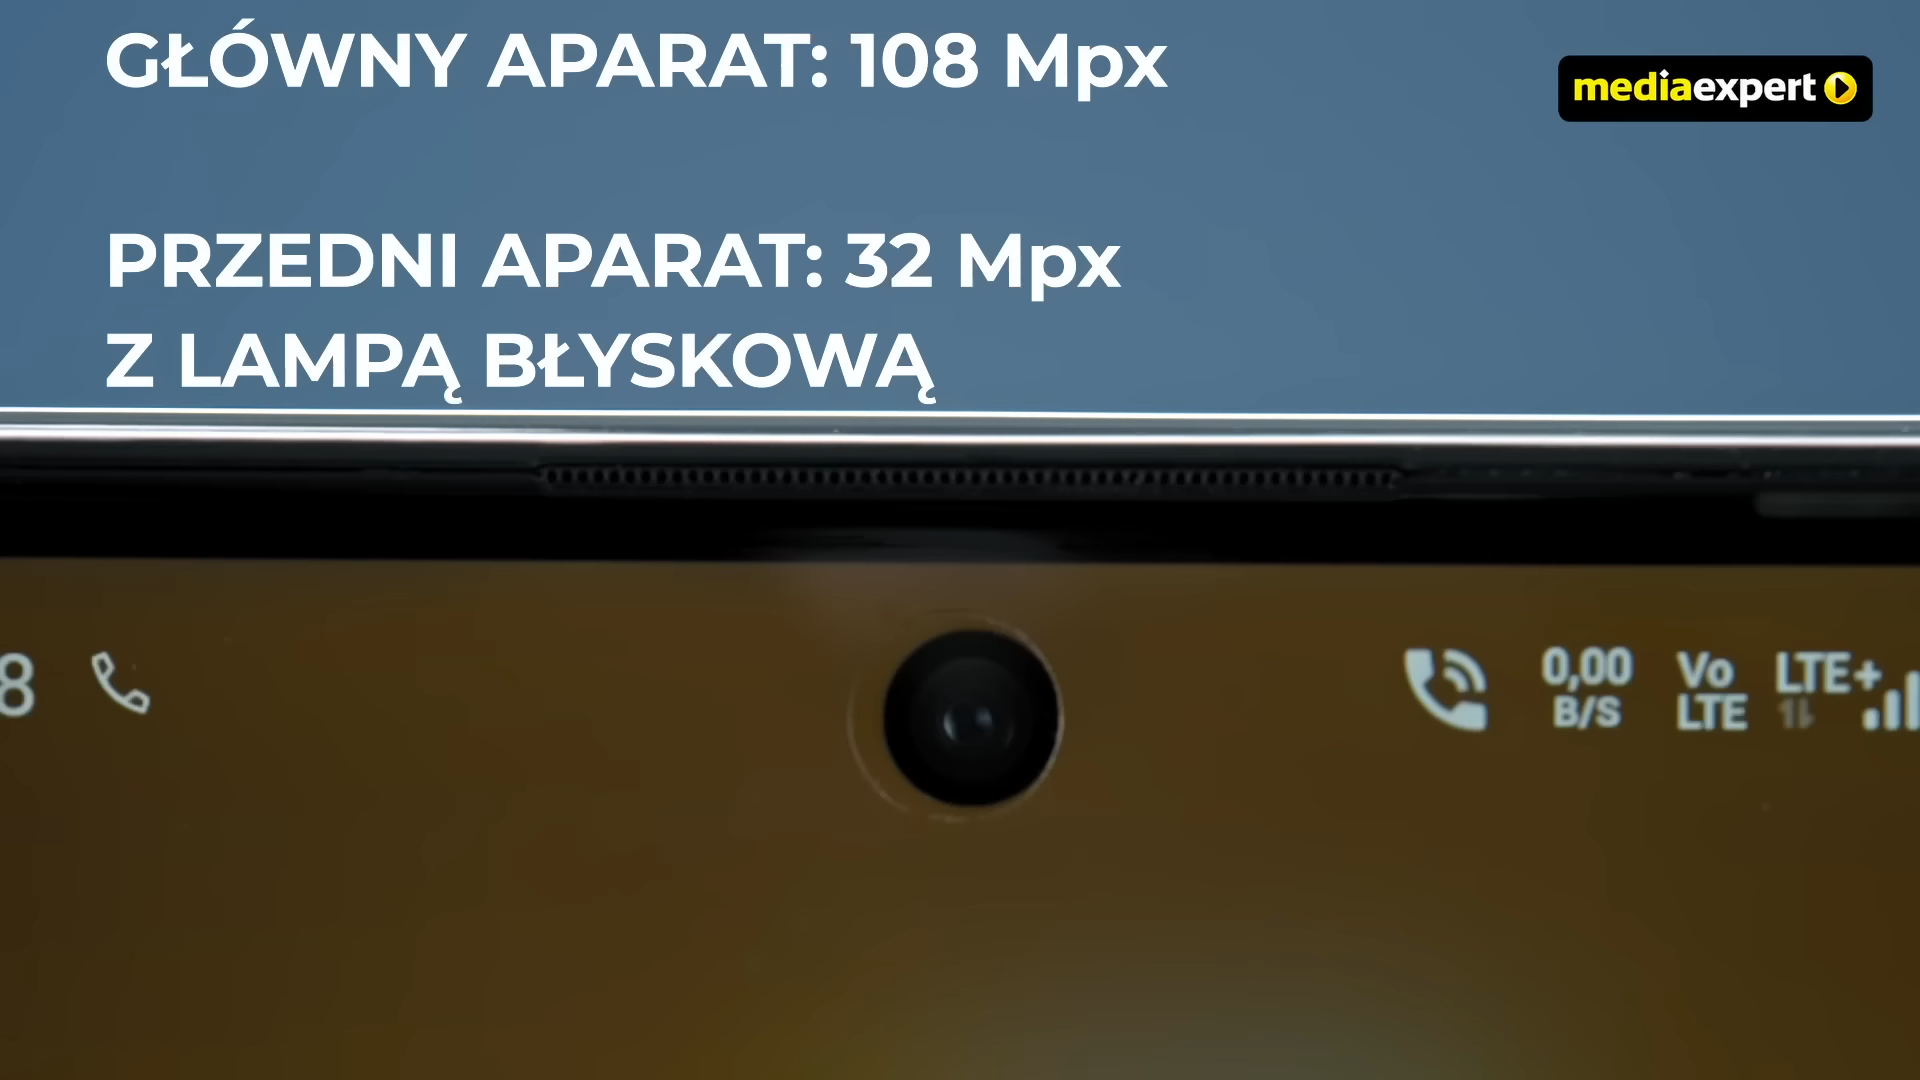 GŁÓWNY APARAT: 108 Mpx
mediaexpert
PRZEDNI APARAT: 32 Mpx
Z LAMPĄ BŁYSKOWĄ
8
0,00
B/S
Vo
LTE
LTE+